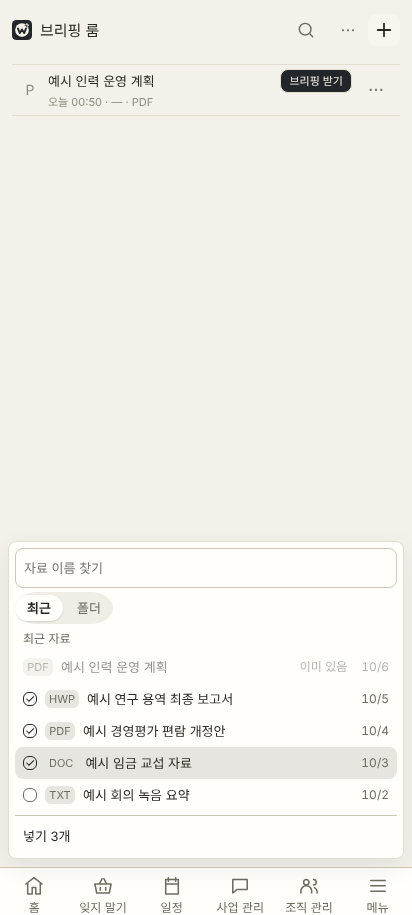 브리핑 룸
P 예시 인력 운영 계획 브리핑 받기
오늘 00:50 · — · PDF
자료 이름 찾기
최근 폴더
최근 자료
PDF 예시 인력 운영 계획 이미 있음 10/6
HWP 예시 연구 용역 최종 보고서 10/5
PDF 예시 경영평가 편람 개정안 10/4
DOC 예시 임금 교섭 자료 10/3
TXT 예시 회의 녹음 요약 10/2
넣기 3개
홈 잊지 말기 일정 사업 관리 조직 관리 메뉴